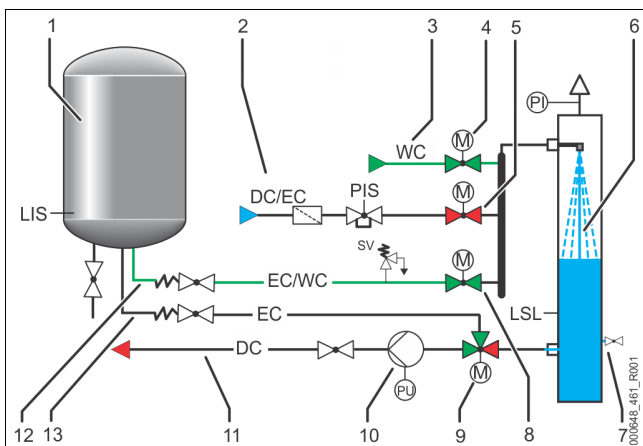 1
2
3
4
5
6
PI
M
WC
DC/EC
PIS
M
LIS
SV
M
EC/WC
LSL
EC
DC
PU
M
12
13
11
10
9
8
7
000648_461_R001